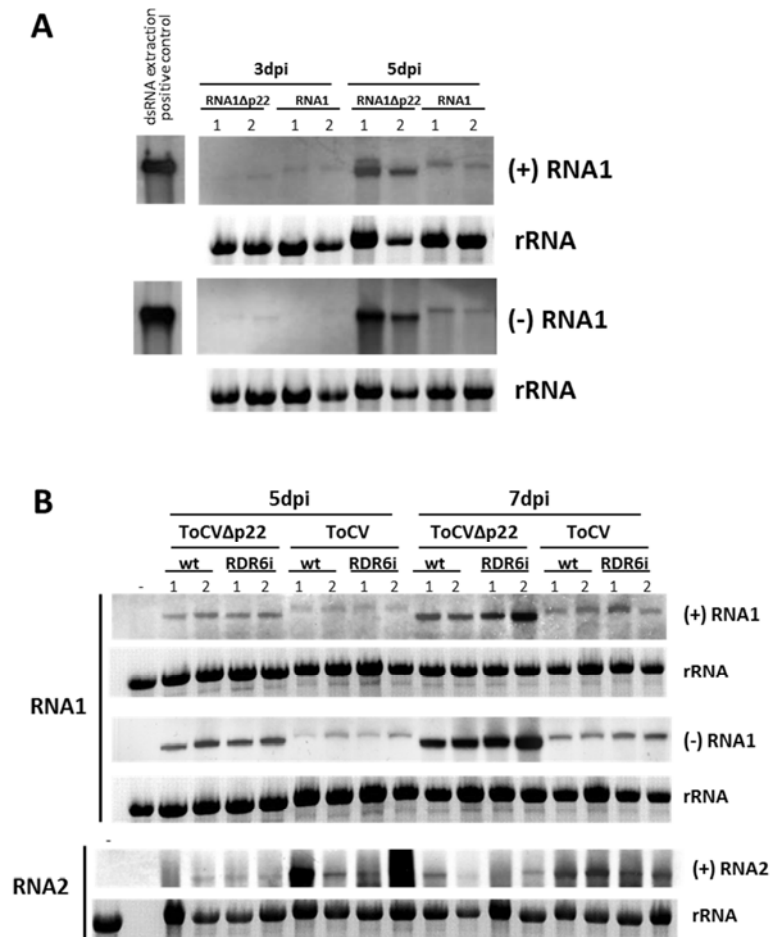 A
dsRNA extraction
positive control
3dpi 5dpi
RNA1Δp22 RNA1 RNA1Δp22 RNA1
1 2 1 2 1 2 1 2
(+) RNA1
rRNA
(-) RNA1
rRNA
B
5dpi 7dpi
ToCVΔp22 ToCV ToCVΔp22 ToCV
wt RDR6i wt RDR6i wt RDR6i wt RDR6i
- 1 2 1 2 1 2 1 2 1 2 1 2 1 2 1 2
(+) RNA1
rRNA
RNA1
(-) RNA1
rRNA
-
(+) RNA2
RNA2
rRNA